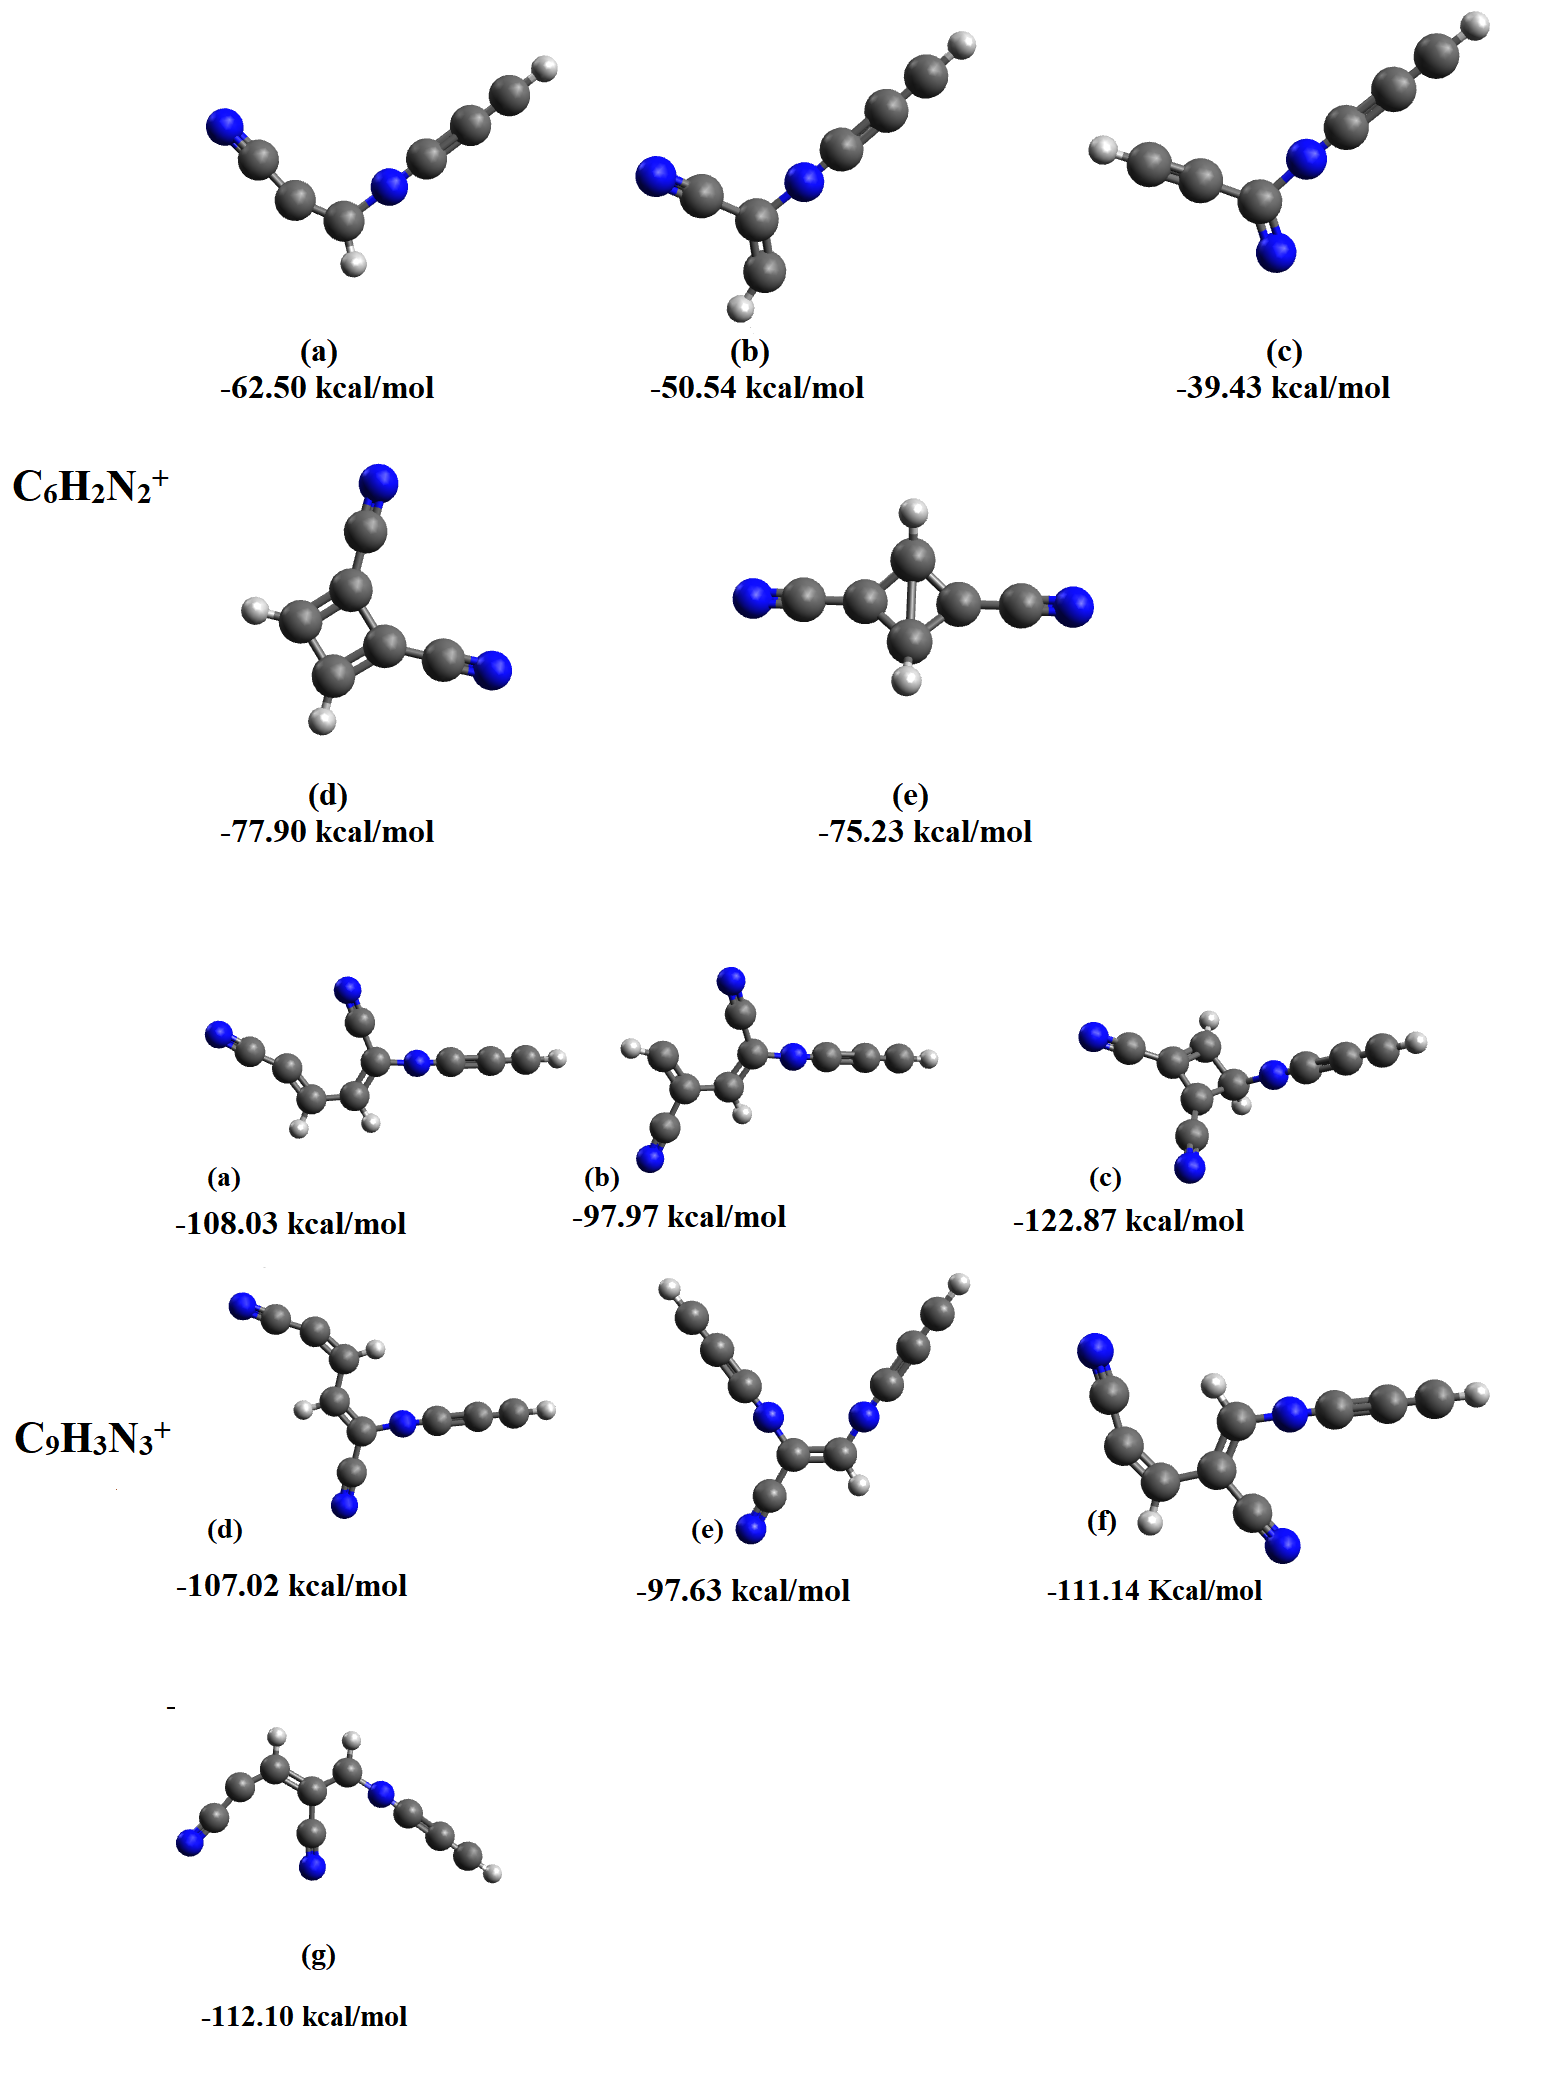 (a) (b) (c)
-62.50 kcal/mol -50.54 kcal/mol -39.43 kcal/mol
C₆H₂N₂⁺
(d) (e)
-77.90 kcal/mol -75.23 kcal/mol
(a) (b) (c)
-108.03 kcal/mol -97.97 kcal/mol -122.87 kcal/mol
C₉H₃N₃⁺
(d) (e) (f)
-107.02 kcal/mol -97.63 kcal/mol -111.14 Kcal/mol
-
(g)
-112.10 kcal/mol